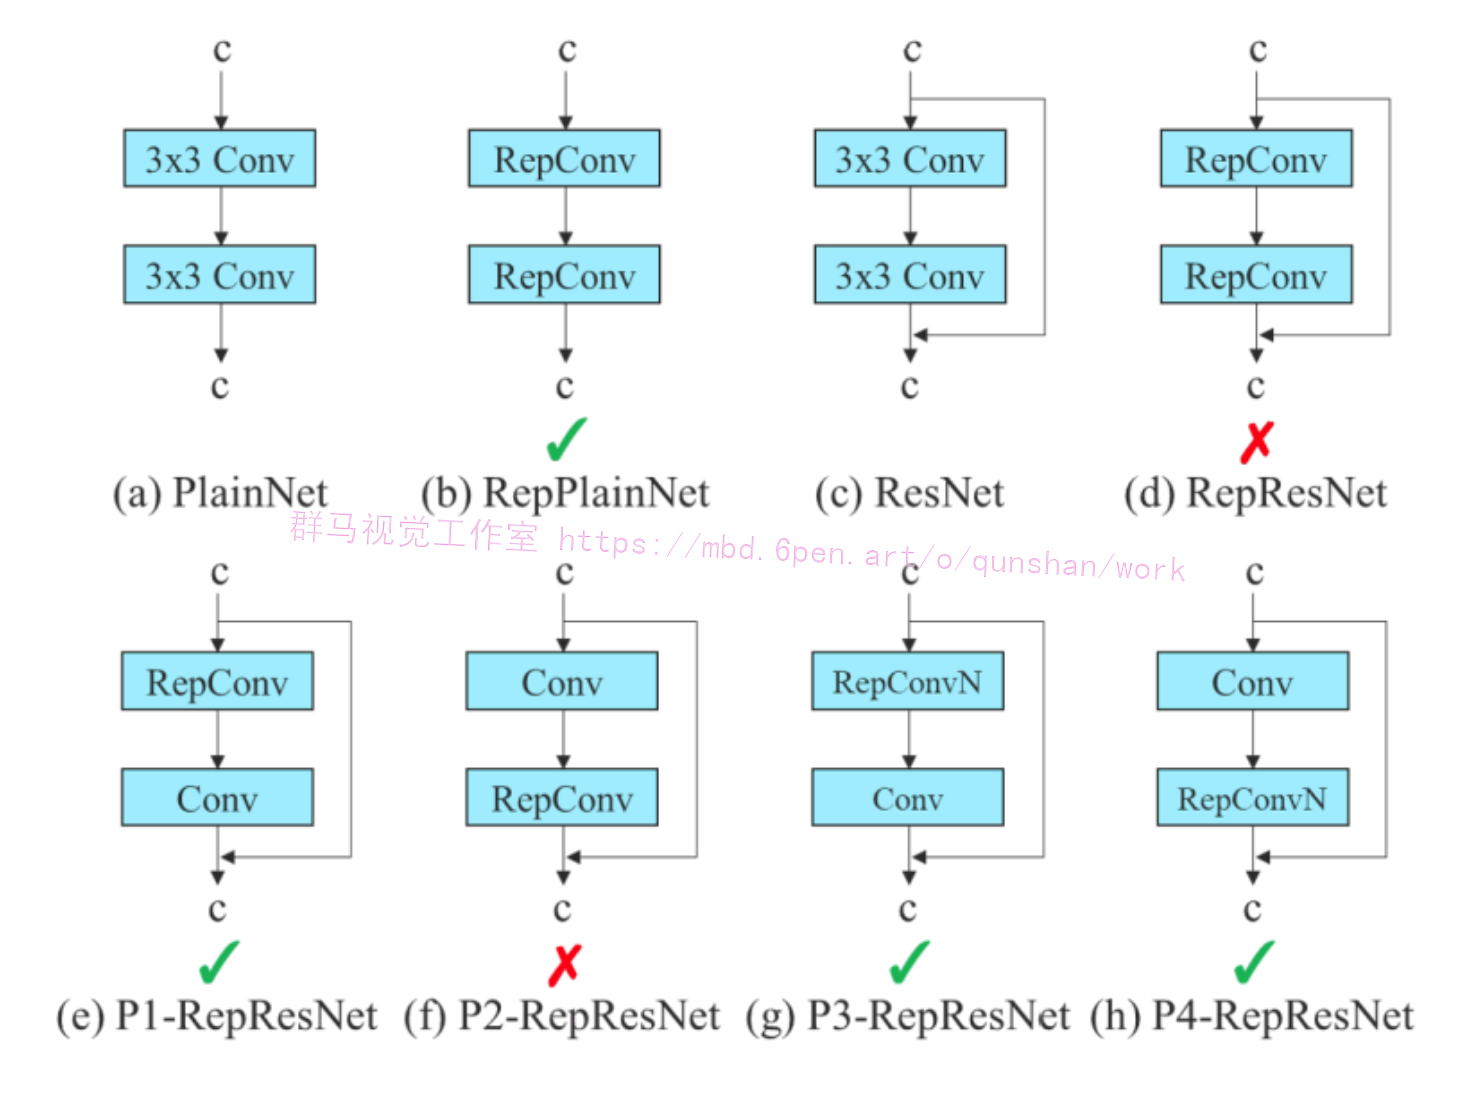 c c c c
3x3 Conv RepConv 3x3 Conv RepConv
3x3 Conv RepConv 3x3 Conv RepConv
c c c c
✓ ✗
(a) PlainNet (b) RepPlainNet (c) ResNet (d) RepResNet
群马视觉工作室 https://mbd.6pen.art/o/qunshan/work
c c c c
RepConv Conv RepConvN Conv
Conv RepConv Conv RepConvN
c c c c
✓ ✗ ✓ ✓
(e) P1-RepResNet (f) P2-RepResNet (g) P3-RepResNet (h) P4-RepResNet